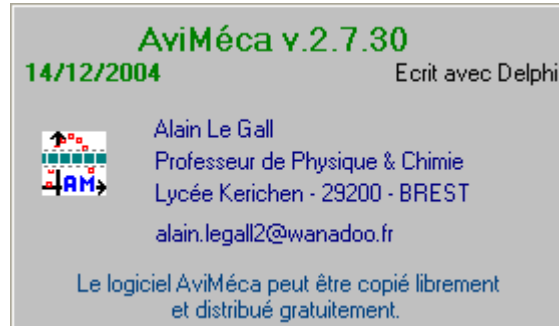 AviMéca v.2.7.30
14/12/2004 Ecrit avec Delphi
Alain Le Gall
Professeur de Physique & Chimie
AM
Lycée Kerichen - 29200 - BREST
alain.legall2@wanadoo.fr
Le logiciel AviMéca peut être copié librement
et distribué gratuitement.